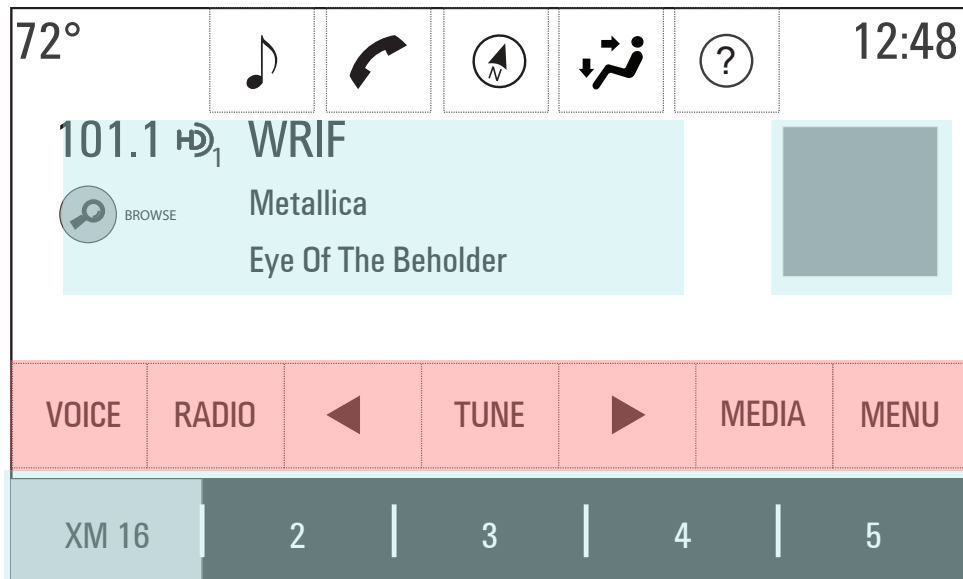 72° ? 12:48
N
101.1 HD1 WRIF
BROWSE Metallica
Eye Of The Beholder
VOICE RADIO TUNE MEDIA MENU
XM 16 2 3 4 5